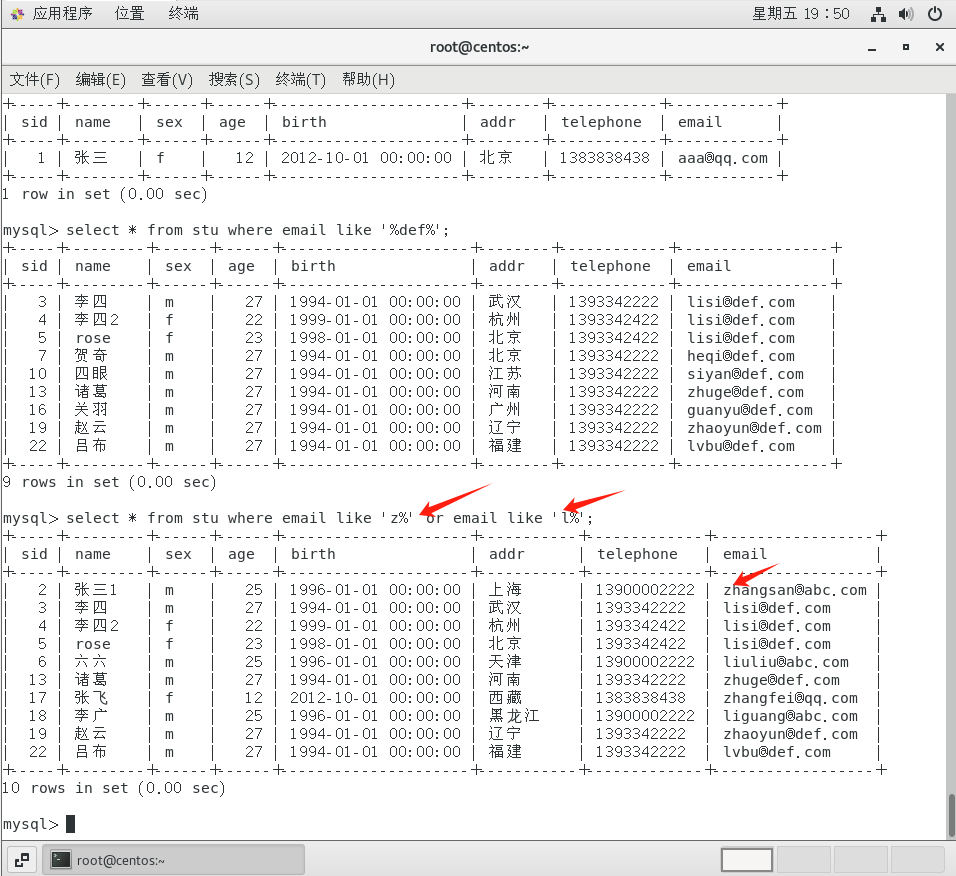 应用程序 位置 终端 星期五 19：50
root@centos:~
文件(F) 编辑(E) 查看(V) 搜索(S) 终端(T) 帮助(H)
+-----+--------+------+------+---------------------+--------+------------+------------+
| sid | name | sex | age | birth | addr | telephone | email |
+-----+--------+------+------+---------------------+--------+------------+------------+
| 1 | 张三 | f | 12 | 2012-10-01 00:00:00 | 北京 | 1383838438 | aaa@qq.com |
+-----+--------+------+------+---------------------+--------+------------+------------+
1 row in set (0.00 sec)
mysql> select * from stu where email like '%def%';
+-----+---------+------+------+---------------------+--------+------------+-----------------+
| sid | name | sex | age | birth | addr | telephone | email |
+-----+---------+------+------+---------------------+--------+------------+-----------------+
| 3 | 李四 | m | 27 | 1994-01-01 00:00:00 | 武汉 | 1393342222 | lisi@def.com |
| 4 | 李四2 | f | 22 | 1999-01-01 00:00:00 | 杭州 | 1393342422 | lisi@def.com |
| 5 | rose | f | 23 | 1998-01-01 00:00:00 | 北京 | 1393342422 | lisi@def.com |
| 7 | 贺奇 | m | 27 | 1994-01-01 00:00:00 | 北京 | 1393342222 | heqi@def.com |
| 10 | 四眼 | m | 27 | 1994-01-01 00:00:00 | 江苏 | 1393342222 | siyan@def.com |
| 13 | 诸葛 | m | 27 | 1994-01-01 00:00:00 | 河南 | 1393342222 | zhuge@def.com |
| 16 | 关羽 | m | 27 | 1994-01-01 00:00:00 | 广州 | 1393342222 | guanyu@def.com |
| 19 | 赵云 | m | 27 | 1994-01-01 00:00:00 | 辽宁 | 1393342222 | zhaoyun@def.com |
| 22 | 吕布 | m | 27 | 1994-01-01 00:00:00 | 福建 | 1393342222 | lvbu@def.com |
+-----+---------+------+------+---------------------+--------+------------+-----------------+
9 rows in set (0.00 sec)
mysql> select * from stu where email like 'z%' or email like 'l%';
+-----+---------+------+------+---------------------+-----------+-------------+------------------+
| sid | name | sex | age | birth | addr | telephone | email |
+-----+---------+------+------+---------------------+-----------+-------------+------------------+
| 2 | 张三1 | m | 25 | 1996-01-01 00:00:00 | 上海 | 13900002222 | zhangsan@abc.com |
| 3 | 李四 | m | 27 | 1994-01-01 00:00:00 | 武汉 | 1393342222 | lisi@def.com |
| 4 | 李四2 | f | 22 | 1999-01-01 00:00:00 | 杭州 | 1393342422 | lisi@def.com |
| 5 | rose | f | 23 | 1998-01-01 00:00:00 | 北京 | 1393342422 | lisi@def.com |
| 6 | 六六 | m | 25 | 1996-01-01 00:00:00 | 天津 | 13900002222 | liuliu@abc.com |
| 13 | 诸葛 | m | 27 | 1994-01-01 00:00:00 | 河南 | 1393342222 | zhuge@def.com |
| 17 | 张飞 | f | 12 | 2012-10-01 00:00:00 | 西藏 | 1383838438 | zhangfei@qq.com |
| 18 | 李广 | m | 25 | 1996-01-01 00:00:00 | 黑龙江 | 13900002222 | liguang@abc.com |
| 19 | 赵云 | m | 27 | 1994-01-01 00:00:00 | 辽宁 | 1393342222 | zhaoyun@def.com |
| 22 | 吕布 | m | 27 | 1994-01-01 00:00:00 | 福建 | 1393342222 | lvbu@def.com |
+-----+---------+------+------+---------------------+-----------+-------------+------------------+
10 rows in set (0.00 sec)
mysql>
root@centos:~